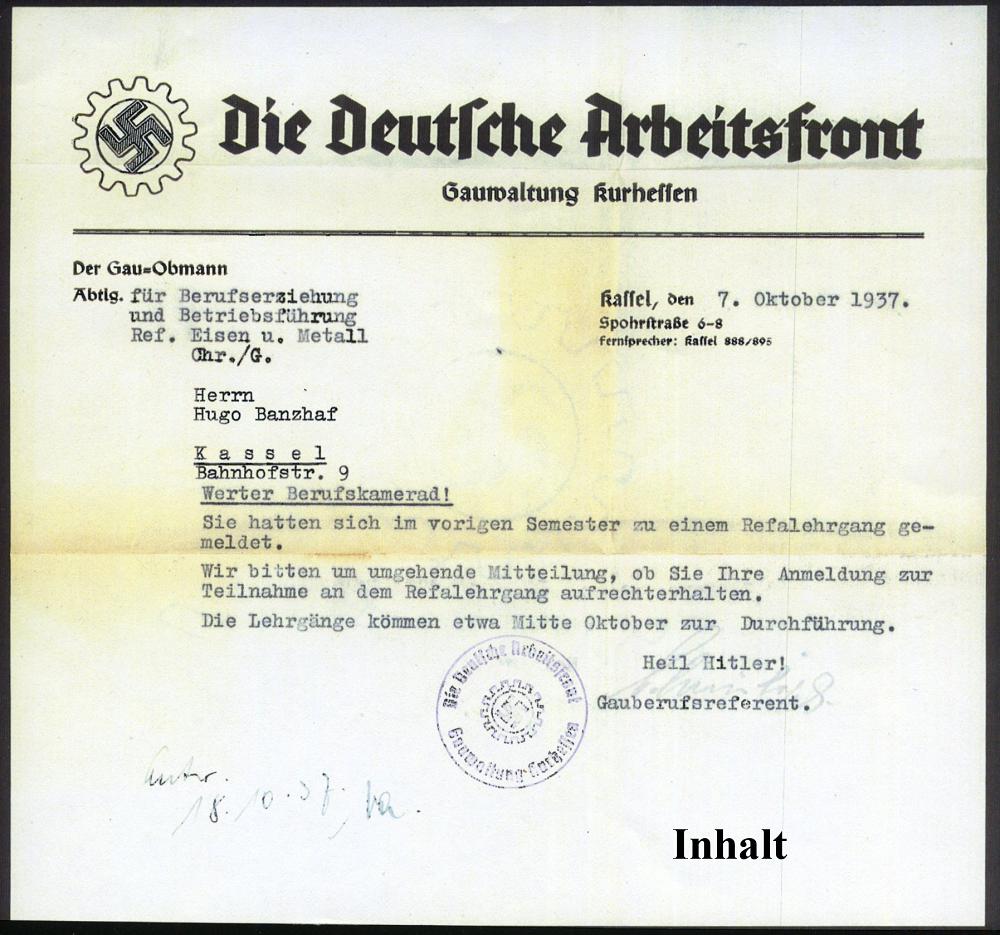 Die Deutsche Arbeitsfront
Gauwaltung Kurhessen
Der Gau=Obmann
Abtlg. für Berufserziehung
und Betriebsführung
Ref. Eisen u. Metall
Chr./G.
Kassel, den 7. Oktober 1937.
Spohrstraße 6-8
Fernsprecher: Kassel 888/895
Herrn
Hugo Banzhaf
K a s s e l
Bahnhofstr. 9
Werter Berufskamerad!
Sie hatten sich im vorigen Semester zu einem Refalehrgang ge-
meldet.
Wir bitten um umgehende Mitteilung, ob Sie Ihre Anmeldung zur
Teilnahme an dem Refalehrgang aufrechterhalten.
Die Lehrgänge kömmen etwa Mitte Oktober zur Durchführung.
Heil Hitler!
Gauberufsreferent.
Die Deutsche Arbeitsfront
Gauwaltung Kurhessen
18.10.37
Inhalt